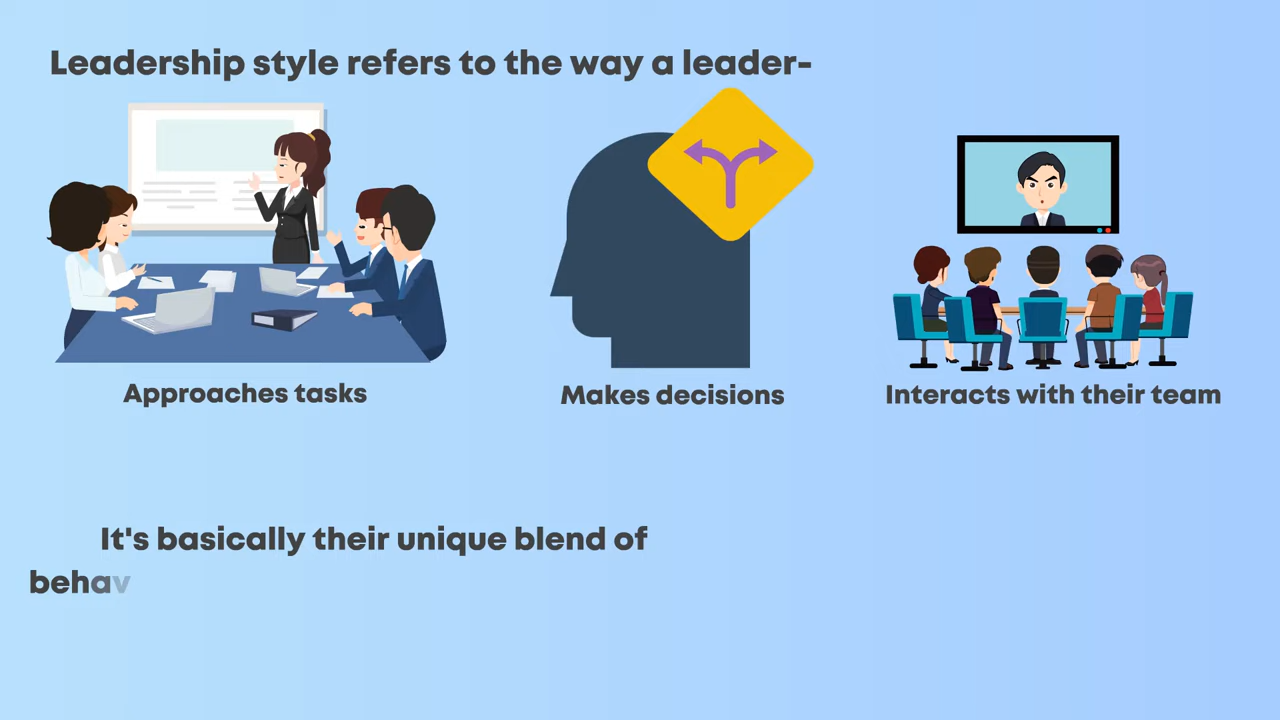 Leadership style refers to the way a leader-
Approaches tasks
Makes decisions
Interacts with their team
It's basically their unique blend of
behav